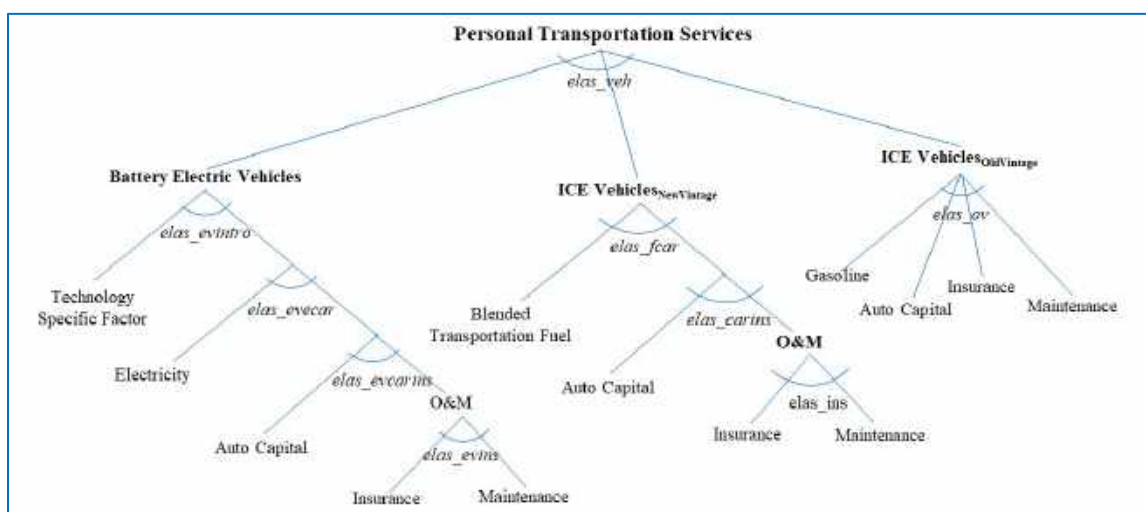 Personal Transportation Services
elas_veh
Battery Electric Vehicles
ICE VehiclesNewVintage
ICE VehiclesOldVintage
elas_evintro
elas_fcar
elas_ov
Technology
Specific Factor
elas_evecar
Blended
Transportation Fuel
elas_carins
Gasoline
Auto Capital
Insurance
Maintenance
Electricity
elas_evcarins
Auto Capital
O&M
Auto Capital
O&M
elas_ins
Insurance
Maintenance
elas_evins
Insurance
Maintenance